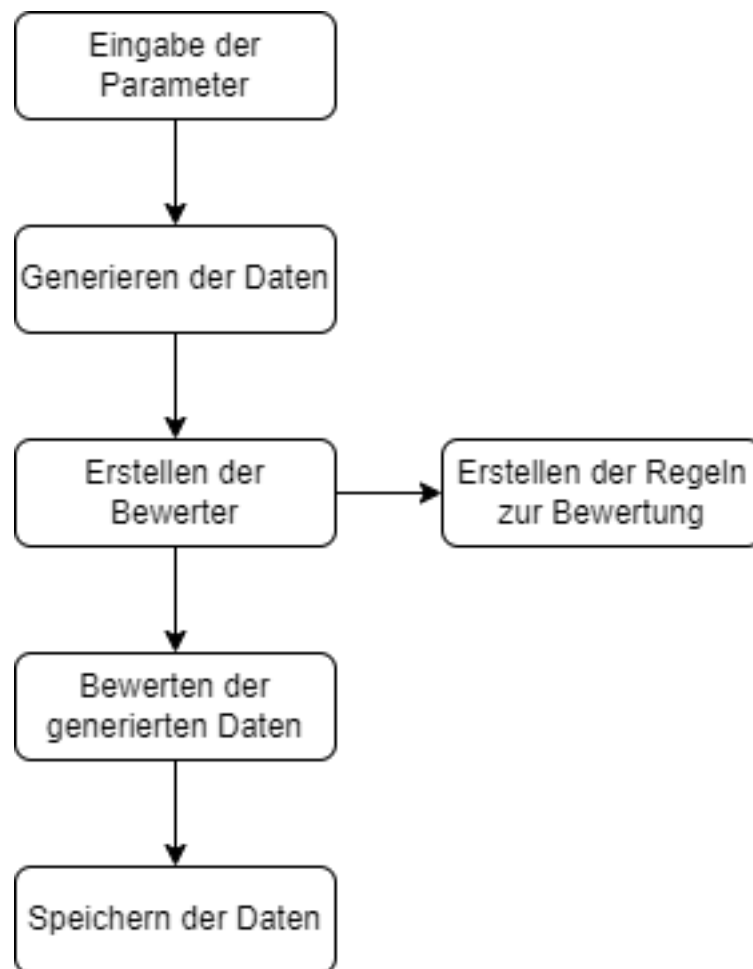 Eingabe der
Parameter
Generieren der Daten
Erstellen der
Bewerter
Erstellen der Regeln
zur Bewertung
Bewerten der
generierten Daten
Speichern der Daten